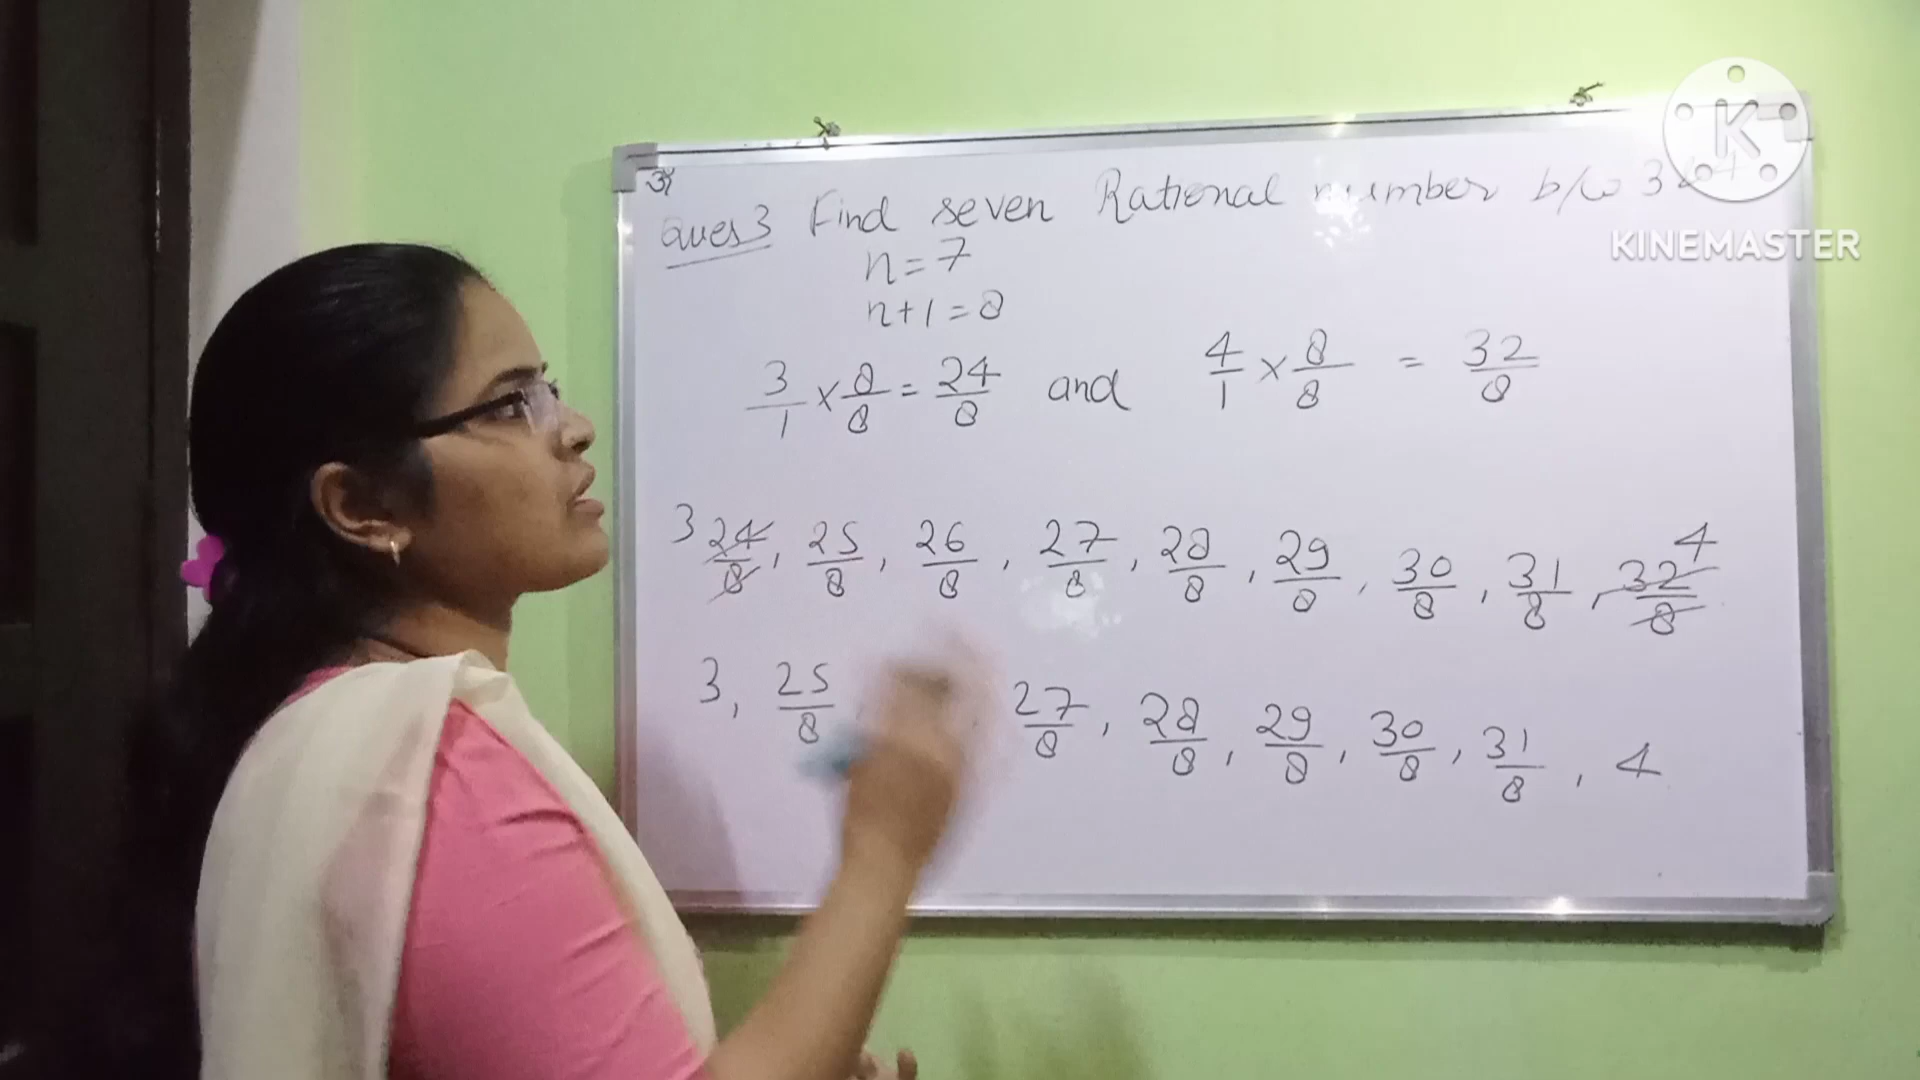 ॐ
Ques 3 Find seven Rational number b/w 3 & 4
n=7
n+1=8
3/1 × 8/8 = 24/8 and 4/1 × 8/8 = 32/8
3 24/8, 25/8, 26/8, 27/8, 28/8, 29/8, 30/8, 31/8, 32/8 4
3, 25/8 27/8, 28/8, 29/8, 30/8, 31/8, 4
K
KINEMASTER